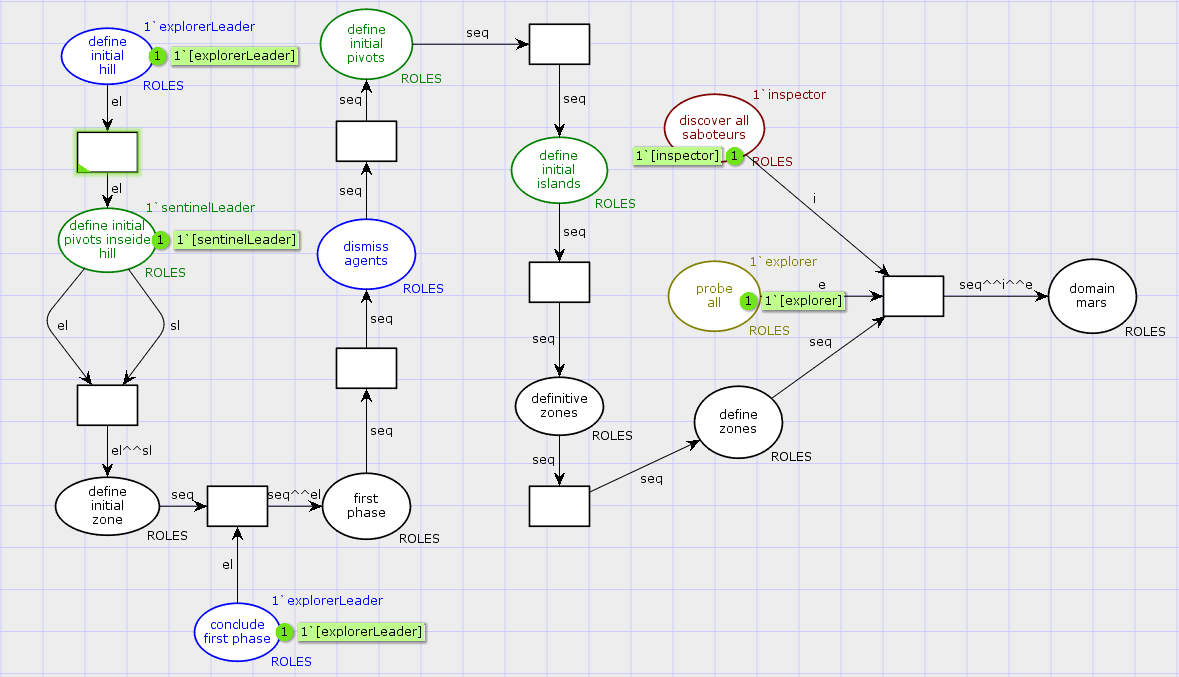 1`explorerLeader
define
initial
hill
1
1`[explorerLeader]
ROLES
el
el
1`sentinelLeader
define initial
pivots inseide
hill
1
1`[sentinelLeader]
ROLES
el
sl
el^^sl
define
initial
zone
ROLES
seq
seq^^el
el
1`explorerLeader
conclude
first phase
1
1`[explorerLeader]
ROLES
first
phase
ROLES
seq
seq
dismiss
agents
ROLES
seq
seq
define
initial
pivots
ROLES
seq
seq
define
initial
islands
ROLES
seq
seq
definitive
zones
ROLES
seq
seq
define
zones
ROLES
seq
1`inspector
discover all
saboteurs
1`[inspector]
1
ROLES
i
1`explorer
probe
all
1
1`[explorer]
e
ROLES
seq^^i^^e
domain
mars
ROLES